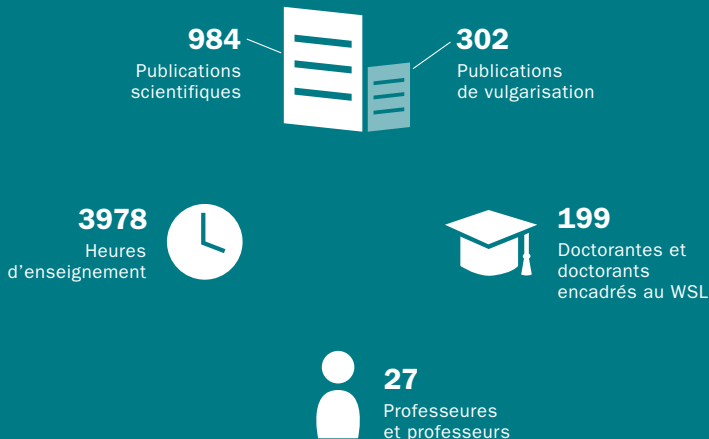 984
Publications
scientifiques
302
Publications
de vulgarisation
3978
Heures
d’enseignement
199
Doctorantes et
doctorants
encadrés au WSL
27
Professeures
et professeurs